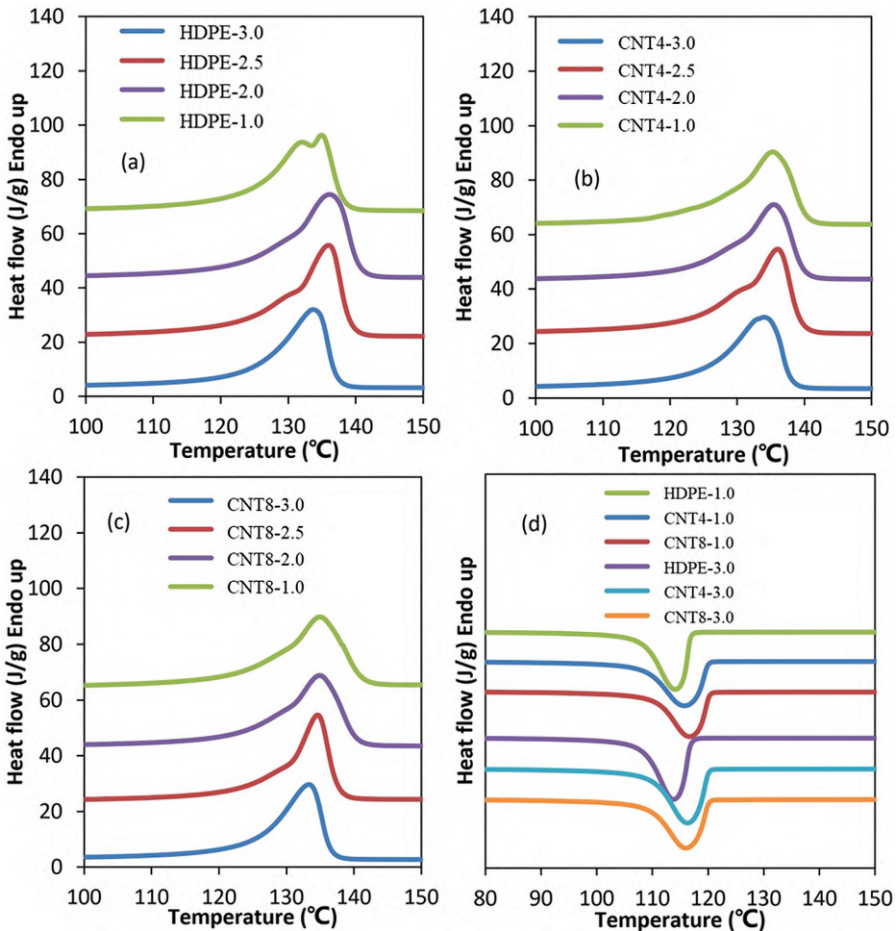 Heat flow (J/g) Endo up
140
120
100
80
60
40
20
0
HDPE-3.0
HDPE-2.5
HDPE-2.0
HDPE-1.0
(a)
100 110 120 130 140 150
Temperature (℃)
Heat flow (J/g) Endo up
140
120
100
80
60
40
20
0
CNT4-3.0
CNT4-2.5
CNT4-2.0
CNT4-1.0
(b)
100 110 120 130 140 150
Temperature (℃)
Heat flow (J/g) Endo up
140
120
100
80
60
40
20
0
(c)
CNT8-3.0
CNT8-2.5
CNT8-2.0
CNT8-1.0
100 110 120 130 140 150
Temperature (℃)
Heat flow (J/g) Endo up
HDPE-1.0
CNT4-1.0
CNT8-1.0
HDPE-3.0
CNT4-3.0
CNT8-3.0
(d)
80 90 100 110 120 130 140 150
Temperature (℃)